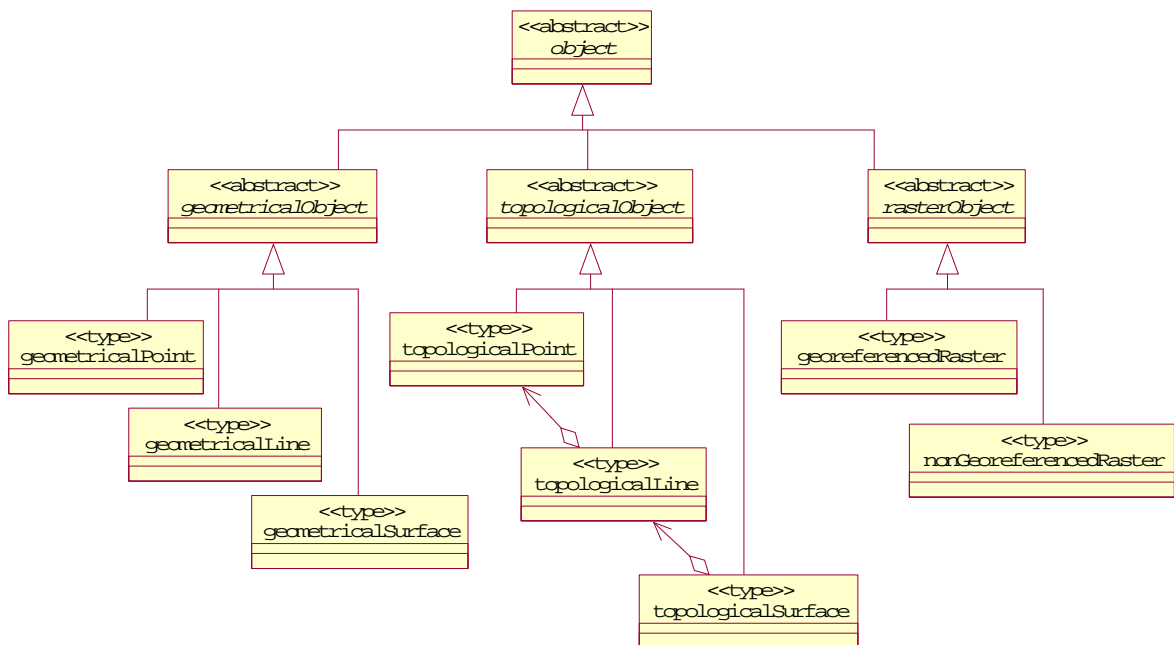 <<abstract>>
object
<<abstract>>
geometricalObject
<<abstract>>
topologicalObject
<<abstract>>
rasterObject
<<type>>
geometricalPoint
<<type>>
topologicalPoint
<<type>>
georeferencedRaster
<<type>>
geometricalLine
<<type>>
nonGeoreferencedRaster
<<type>>
topologicalLine
<<type>>
geometricalSurface
<<type>>
topologicalSurface